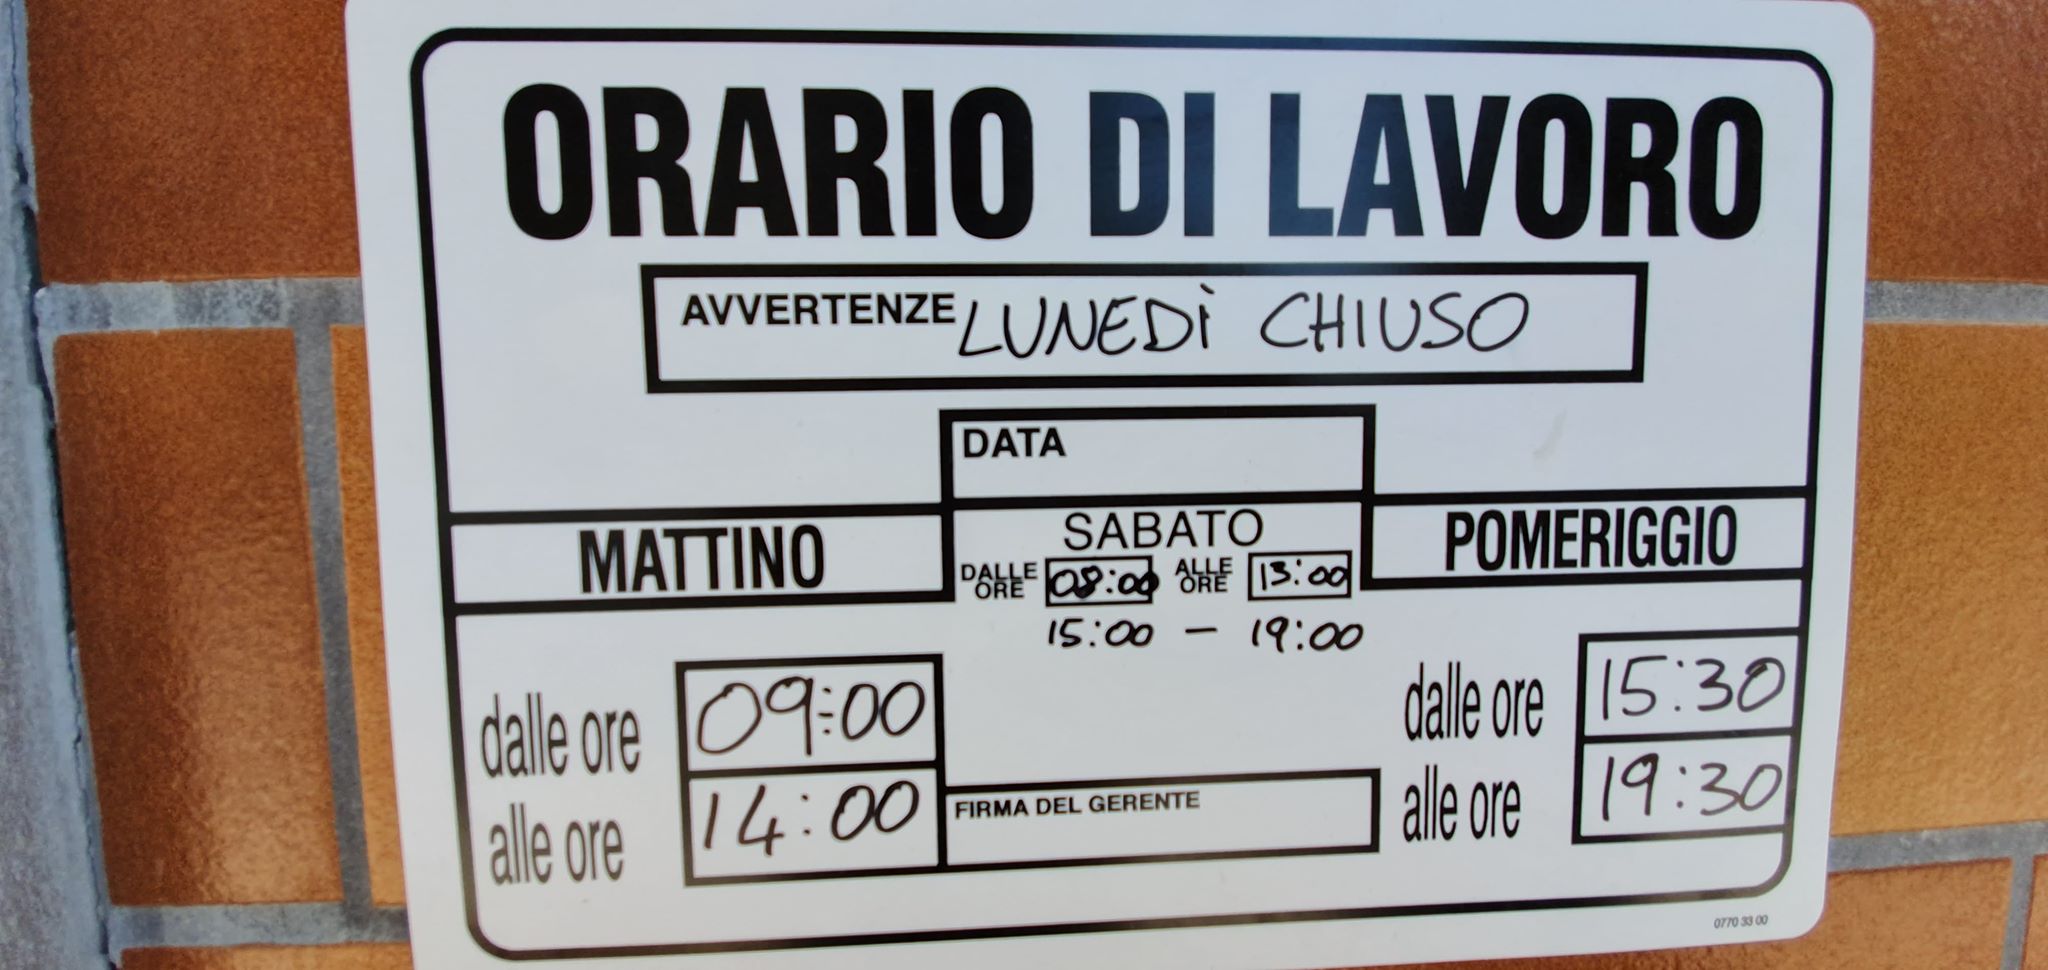 ORARIO DI LAVORO
AVVERTENZE LUNEDÌ CHIUSO
DATA
MATTINO
SABATO
DALLE ORE 08:00 ALLE ORE 13:00
15:00 - 19:00
POMERIGGIO
dalle ore 09:00
alle ore 14:00
dalle ore 15:30
alle ore 19:30
FIRMA DEL GERENTE
0770 33 00